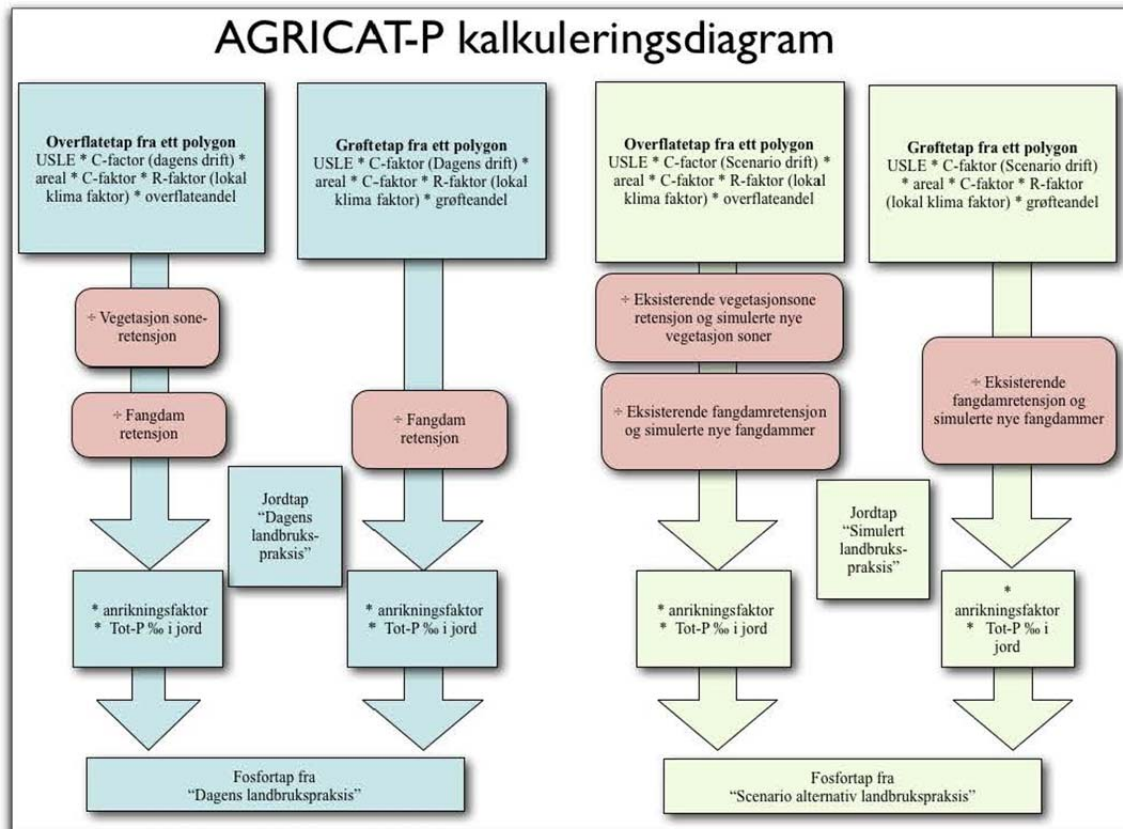 AGRICAT-P kalkuleringsdiagram
Overflatetap fra ett polygon
USLE * C-factor (dagens drift) *
areal * C-faktor * R-faktor (lokal
klima faktor) * overflateandel
Grøftetap fra ett polygon
USLE * C-faktor (Dagens drift) *
areal * C-faktor * R-faktor (lokal
klima faktor) * grøfteandel
Overflatetap fra ett polygon
USLE * C-factor (Scenario drift) *
areal * C-faktor * R-faktor (lokal
klima faktor) * overflateandel
Grøftetap fra ett polygon
USLE * C-faktor (Scenario drift)
* areal * C-faktor * R-faktor
(lokal klima faktor) * grøfteandel
÷ Vegetasjon sone-
retensjon
÷ Fangdam
retensjon
÷ Fangdam
retensjon
÷ Eksisterende vegetasjonsone
retensjon og simulerte nye
vegetasjon soner
÷ Eksisterende fangdamretensjon
og simulerte nye fangdammer
÷ Eksisterende
fangdamretensjon og
simulerte nye fangdammer
Jordtap
“Dagens
landbruks-
praksis”
Jordtap
“Simulert
landbruks-
praksis”
* anrikningsfaktor
* Tot-P ‰ i jord
* anrikningsfaktor
* Tot-P ‰ i jord
* anrikningsfaktor
* Tot-P ‰ i jord
*
anrikningsfaktor
* Tot-P ‰ i
jord
Fosfortap fra
“Dagens landbrukspraksis”
Fosfortap fra
“Scenario alternativ landbrukspraksis”